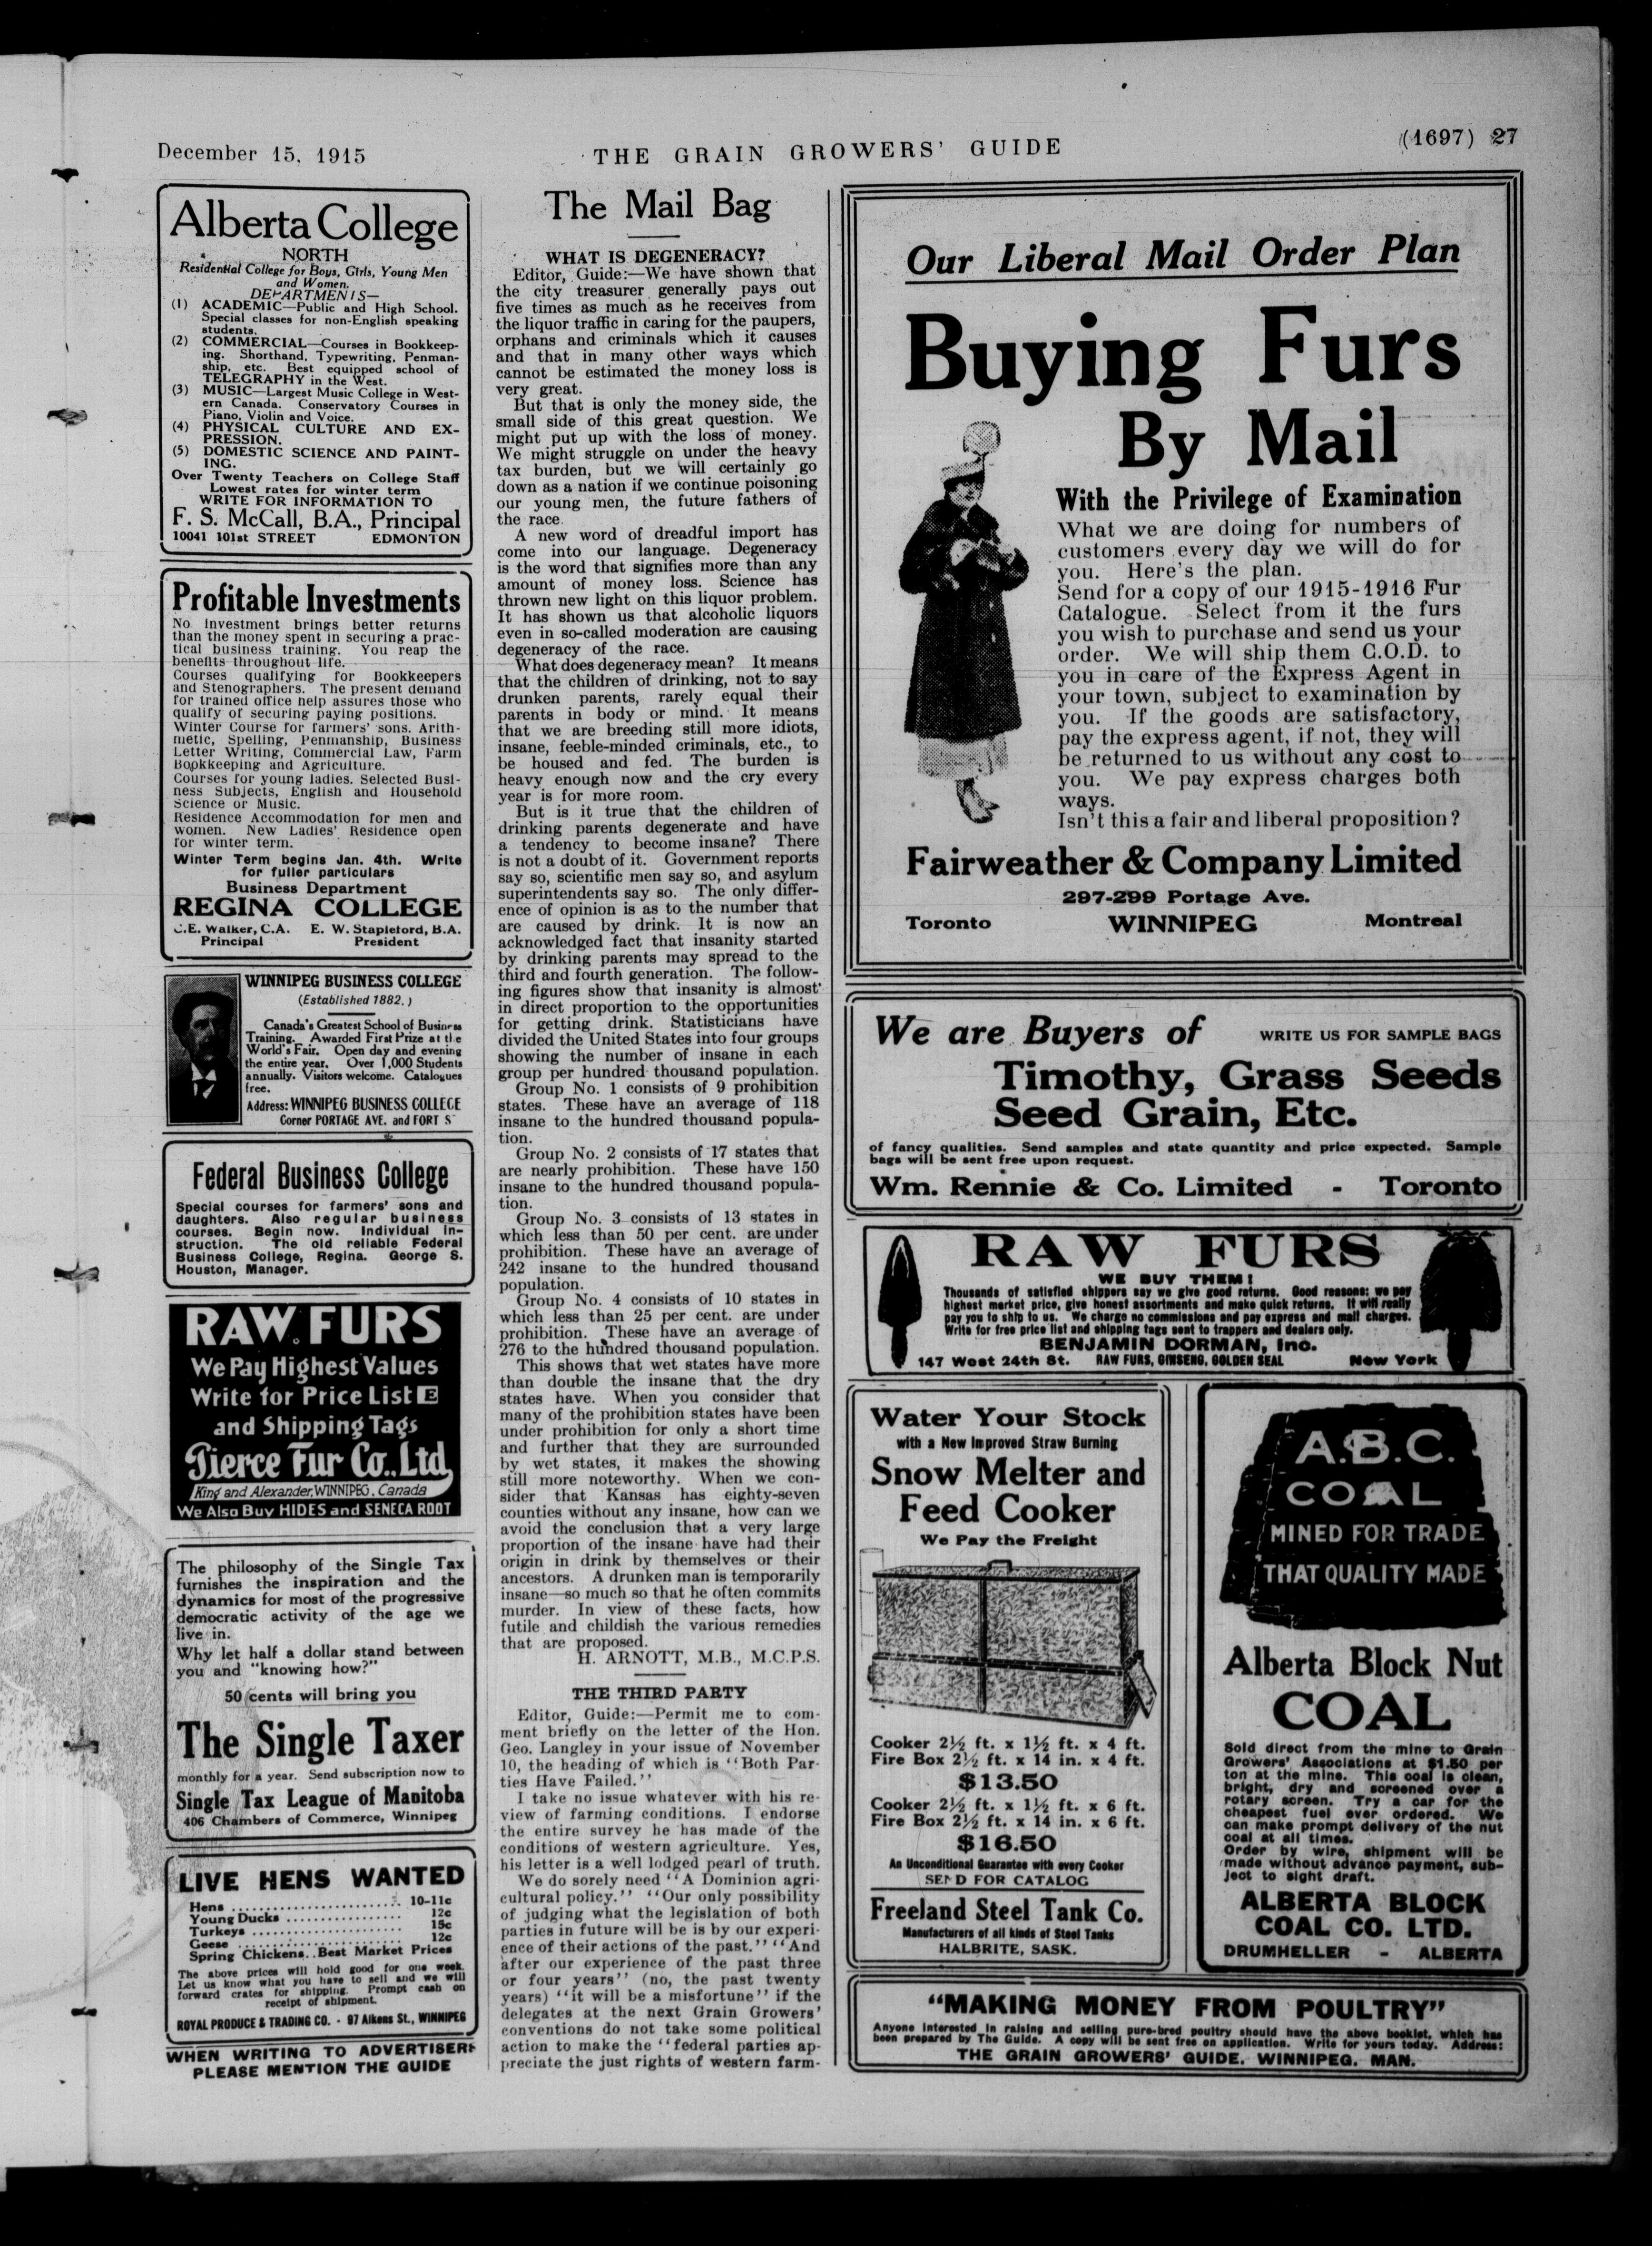 December 15, 1915
THE GRAIN GROWERS' GUIDE
(1697) 27
Alberta College
NORTH
Residential College for Boys, Girls, Young Men
and Women.
DEPARTMENTS—
(1) ACADEMIC—Public and High School.
Special classes for non-English speaking
students.
(2) COMMERCIAL—Courses in Bookkeep-
ing. Shorthand, Typewriting, Penman-
ship, etc. Best equipped school of
TELEGRAPHY in the West.
(3) MUSIC—Largest Music College in West-
ern Canada. Conservatory Courses in
Piano, Violin and Voice.
(4) PHYSICAL CULTURE AND EX-
PRESSION.
(5) DOMESTIC SCIENCE AND PAINT-
ING.
Over Twenty Teachers on College Staff
Lowest rates for winter term
WRITE FOR INFORMATION TO
F. S. McCall, B.A., Principal
10041 101st STREET EDMONTON
Profitable Investments
No investment brings better returns
than the money spent in securing a prac-
tical business training. You reap the
benefits throughout life.
Courses qualifying for Bookkeepers
and Stenographers. The present demand
for trained office help assures those who
qualify of securing paying positions.
Winter Course for farmers' sons. Arith-
metic, Spelling, Penmanship, Business
Letter Writing, Commercial Law, Farm
Bookkeeping and Agriculture.
Courses for young ladies. Selected Busi-
ness Subjects, English and Household
Science or Music.
Residence Accommodation for men and
women. New Ladies' Residence open
for winter term.
Winter Term begins Jan. 4th. Write
for fuller particulars
Business Department
REGINA COLLEGE
C.E. Walker, C.A. E. W. Stapleford, B.A.
Principal President
WINNIPEG BUSINESS COLLEGE
(Established 1882.)
Canada's Greatest School of Business
Training. Awarded First Prize at the
World's Fair. Open day and evening
the entire year. Over 1,000 Students
annually. Visitors welcome. Catalogues
free.
Address: WINNIPEG BUSINESS COLLEGE
Corner PORTAGE AVE. and FORT S
Federal Business College
Special courses for farmers' sons and
daughters. Also regular business
courses. Begin now. Individual in-
struction. The old reliable Federal
Business College, Regina. George S.
Houston, Manager.
RAW FURS
We Pay Highest Values
Write for Price List E
and Shipping Tags
Pierce Fur Co., Ltd
King and Alexander, WINNIPEG, Canada
We Also Buy HIDES and SENECA ROOT
The philosophy of the Single Tax
furnishes the inspiration and the
dynamics for most of the progressive
democratic activity of the age we
live in.
Why let half a dollar stand between
you and "knowing how?"
50 cents will bring you
The Single Taxer
monthly for a year. Send subscription now to
Single Tax League of Manitoba
406 Chambers of Commerce, Winnipeg
LIVE HENS WANTED
Hens ........................ 10-11c
Young Ducks ................. 12c
Turkeys ...................... 15c
Geese ........................ 12c
Spring Chickens..Best Market Prices
The above prices will hold good for one week.
Let us know what you have to sell and we will
forward crates for shipping. Prompt cash on
receipt of shipment.
ROYAL PRODUCE & TRADING CO. - 97 Aikens St., WINNIPEG
WHEN WRITING TO ADVERTISERS
PLEASE MENTION THE GUIDE
The Mail Bag
WHAT IS DEGENERACY?
Editor, Guide:—We have shown that
the city treasurer generally pays out
five times as much as he receives from
the liquor traffic in caring for the paupers,
orphans and criminals which it causes
and that in many other ways which
cannot be estimated the money loss is
very great.
But that is only the money side, the
small side of this great question. We
might put up with the loss of money.
We might struggle on under the heavy
tax burden, but we will certainly go
down as a nation if we continue poisoning
our young men, the future fathers of
the race.
A new word of dreadful import has
come into our language. Degeneracy
is the word that signifies more than any
amount of money loss. Science has
thrown new light on this liquor problem.
It has shown us that alcoholic liquors
even in so-called moderation are causing
degeneracy of the race.
What does degeneracy mean? It means
that the children of drinking, not to say
drunken parents, rarely equal their
parents in body or mind. It means
that we are breeding still more idiots,
insane, feeble-minded criminals, etc., to
be housed and fed. The burden is
heavy enough now and the cry every
year is for more room.
But is it true that the children of
drinking parents degenerate and have
a tendency to become insane? There
is not a doubt of it. Government reports
say so, scientific men say so, and asylum
superintendents say so. The only differ-
ence of opinion is as to the number that
are caused by drink. It is now an
acknowledged fact that insanity started
by drinking parents may spread to the
third and fourth generation. The follow-
ing figures show that insanity is almost
in direct proportion to the opportunities
for getting drink. Statisticians have
divided the United States into four groups
showing the number of insane in each
group per hundred thousand population.
Group No. 1 consists of 9 prohibition
states. These have an average of 118
insane to the hundred thousand popula-
tion.
Group No. 2 consists of 17 states that
are nearly prohibition. These have 150
insane to the hundred thousand popula-
tion.
Group No. 3 consists of 13 states in
which less than 50 per cent. are under
prohibition. These have an average of
242 insane to the hundred thousand
population.
Group No. 4 consists of 10 states in
which less than 25 per cent. are under
prohibition. These have an average of
276 to the hundred thousand population.
This shows that wet states have more
than double the insane that the dry
states have. When you consider that
many of the prohibition states have been
under prohibition for only a short time
and further that they are surrounded
by wet states, it makes the showing
still more noteworthy. When we con-
sider that Kansas has eighty-seven
counties without any insane, how can we
avoid the conclusion that a very large
proportion of the insane have had their
origin in drink by themselves or their
ancestors. A drunken man is temporarily
insane—so much so that he often commits
murder. In view of these facts, how
futile and childish the various remedies
that are proposed.
H. ARNOTT, M.B., M.C.P.S.
THE THIRD PARTY
Editor, Guide:—Permit me to com-
ment briefly on the letter of the Hon.
Geo. Langley in your issue of November
10, the heading of which is "Both Par-
ties Have Failed."
I take no issue whatever with his re-
view of farming conditions. I endorse
the entire survey he has made of the
conditions of western agriculture. Yes,
his letter is a well lodged pearl of truth.
We do sorely need "A Dominion agri-
cultural policy." "Our only possibility
of judging what the legislation of both
parties in future will be is by our experi-
ence of their actions of the past." "And
after our experience of the past three
or four years" (no, the past twenty
years) "it will be a misfortune" if the
delegates at the next Grain Growers'
conventions do not take some political
action to make the "federal parties ap-
preciate the just rights of western farm-
Our Liberal Mail Order Plan
Buying Furs
By Mail
With the Privilege of Examination
What we are doing for numbers of
customers every day we will do for
you. Here's the plan.
Send for a copy of our 1915-1916 Fur
Catalogue. Select from it the furs
you wish to purchase and send us your
order. We will ship them C.O.D. to
you in care of the Express Agent in
your town, subject to examination by
you. If the goods are satisfactory,
pay the express agent, if not, they will
be returned to us without any cost to
you. We pay express charges both
ways.
Isn't this a fair and liberal proposition?
Fairweather & Company Limited
297-299 Portage Ave.
Toronto WINNIPEG Montreal
We are Buyers of WRITE US FOR SAMPLE BAGS
Timothy, Grass Seeds
Seed Grain, Etc.
of fancy qualities. Send samples and state quantity and price expected. Sample
bags will be sent free upon request.
Wm. Rennie & Co. Limited - Toronto
RAW FURS
WE BUY THEM!
Thousands of satisfied shippers say we give good returns. Good reasons: we pay
highest market price, give honest assortments and make quick returns. It will really
pay you to ship to us. We charge no commissions and pay express and mail charges.
Write for free price list and shipping tags sent to trappers and dealers only.
BENJAMIN DORMAN, Inc.
147 West 24th St. RAW FURS, GINSENG, GOLDEN SEAL New York
Water Your Stock
with a New Improved Straw Burning
Snow Melter and
Feed Cooker
We Pay the Freight
Cooker 2½ ft. x 1½ ft. x 4 ft.
Fire Box 2½ ft. x 14 in. x 4 ft.
$13.50
Cooker 2½ ft. x 1½ ft. x 6 ft.
Fire Box 2½ ft. x 14 in. x 6 ft.
$16.50
An Unconditional Guarantee with every Cooker
SEND FOR CATALOG
Freeland Steel Tank Co.
Manufacturers of all kinds of Steel Tanks
HALBRITE, SASK.
A.B.C.
COAL
MINED FOR TRADE
THAT QUALITY MADE
Alberta Block Nut
COAL
Sold direct from the mine to Grain
Growers' Associations at $1.50 per
ton at the mine. This coal is clean,
bright, dry and screened over a
rotary screen. Try a car for the
cheapest fuel ever ordered. We
can make prompt delivery of the nut
coal at all times.
Order by wire, shipment will be
made without advance payment, sub-
ject to sight draft.
ALBERTA BLOCK
COAL CO. LTD.
DRUMHELLER - ALBERTA
"MAKING MONEY FROM POULTRY"
Anyone interested in raising and selling pure-bred poultry should have the above booklet, which has
been prepared by The Guide. A copy will be sent free on application. Write for yours today. Address:
THE GRAIN GROWERS' GUIDE, WINNIPEG, MAN.